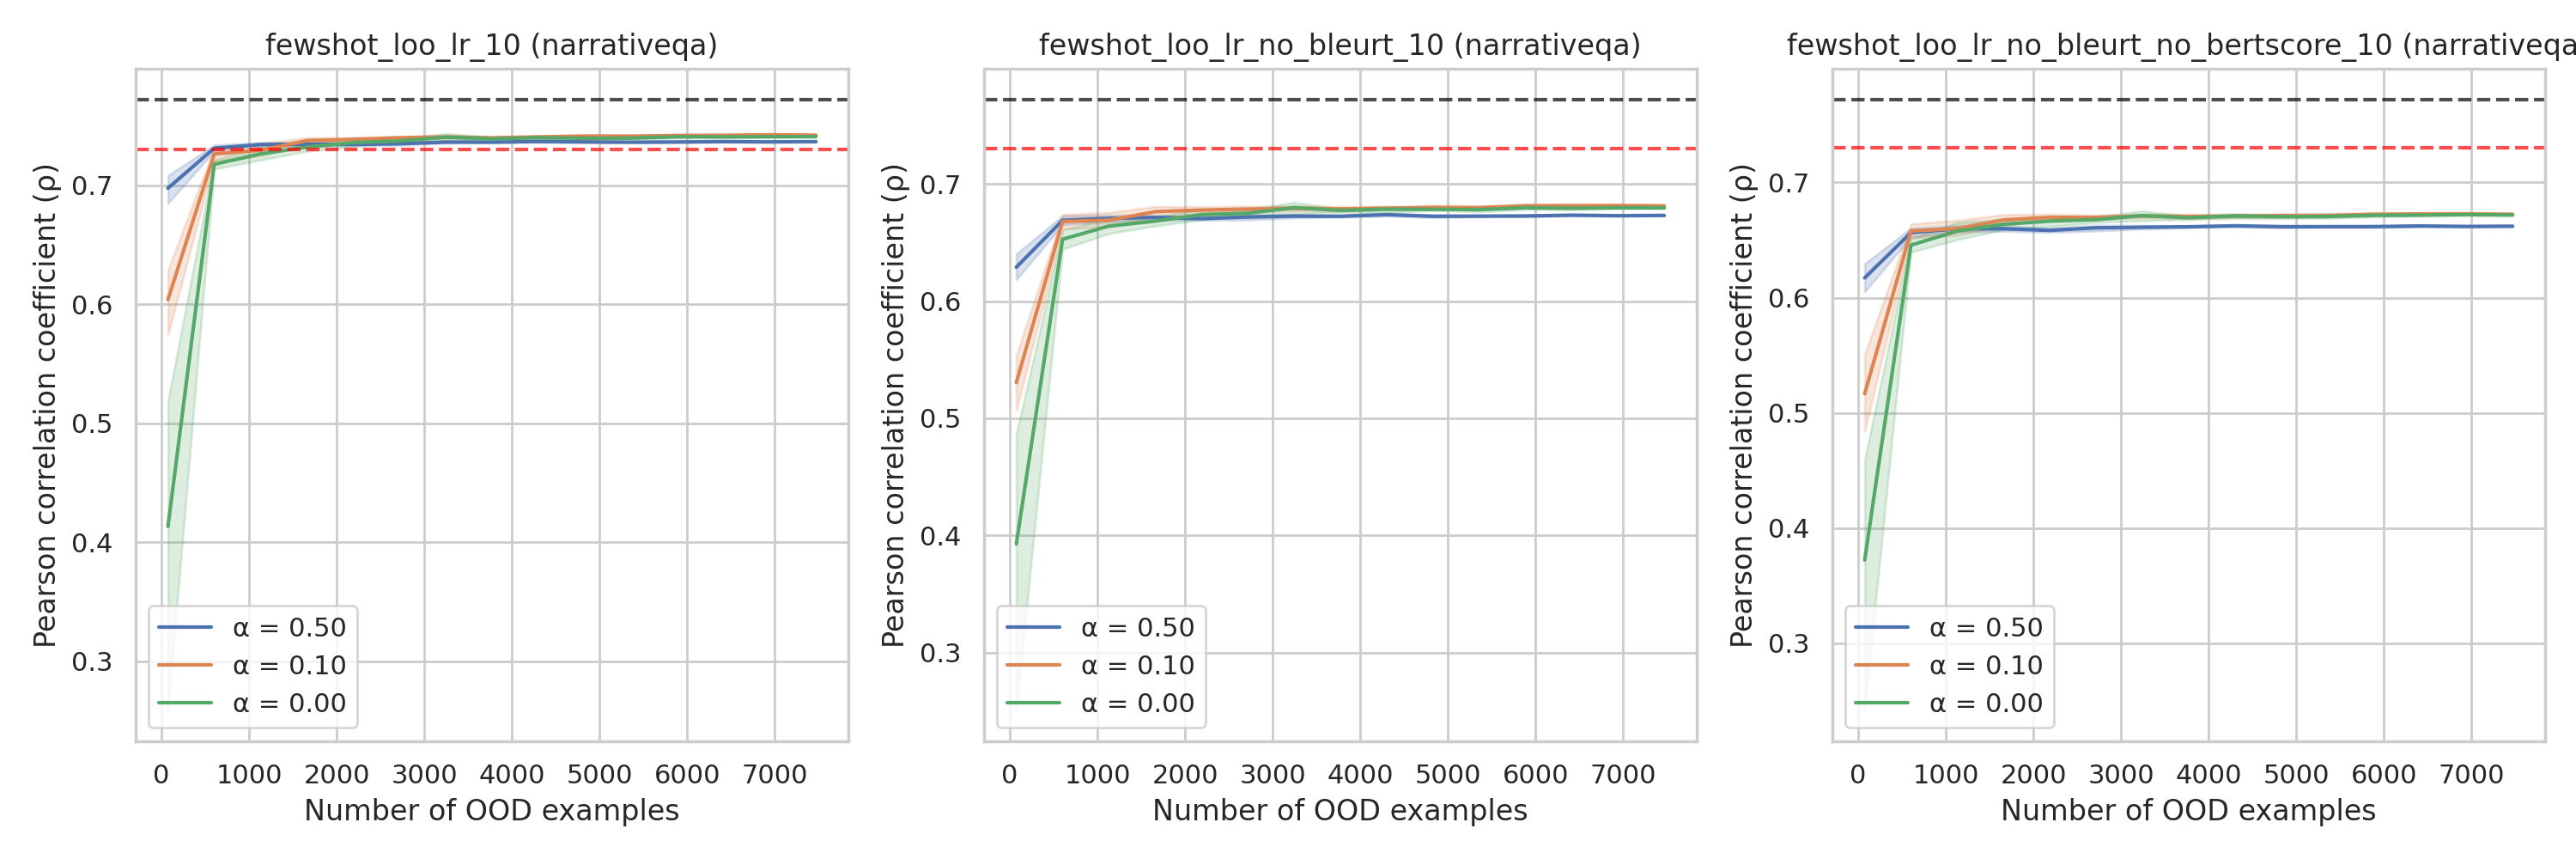 fewshot_loo_lr_10 (narrativeqa)
Pearson correlation coefficient (ρ)
0.7
0.6
0.5
0.4
0.3
α = 0.50
α = 0.10
α = 0.00
0 1000 2000 3000 4000 5000 6000 7000
Number of OOD examples
fewshot_loo_lr_no_bleurt_10 (narrativeqa)
Pearson correlation coefficient (ρ)
0.7
0.6
0.5
0.4
0.3
α = 0.50
α = 0.10
α = 0.00
0 1000 2000 3000 4000 5000 6000 7000
Number of OOD examples
fewshot_loo_lr_no_bleurt_no_bertscore_10 (narrativeqa
Pearson correlation coefficient (ρ)
0.7
0.6
0.5
0.4
0.3
α = 0.50
α = 0.10
α = 0.00
0 1000 2000 3000 4000 5000 6000 7000
Number of OOD examples